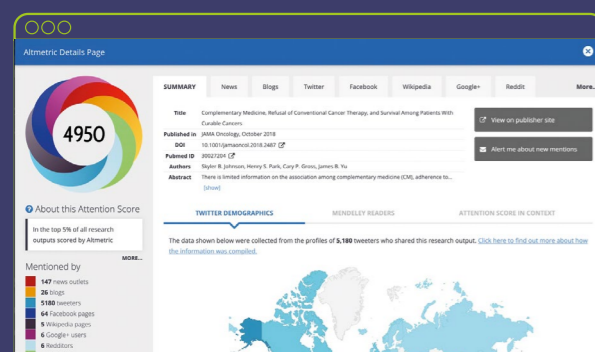 Altmetric Details Page
4950
About this Attention Score
In the top 5% of all research
outputs scored by Altmetric
MORE...
Mentioned by
147 news outlets
26 blogs
5180 tweeters
64 Facebook pages
5 Wikipedia pages
6 Google+ users
6 Redditors
SUMMARY News Blogs Twitter Facebook Wikipedia Google+ Reddit More..
Title Complementary Medicine, Refusal of Conventional Cancer Therapy, and Survival Among Patients With
Curable Cancers
Published in JAMA Oncology, October 2018
DOI 10.1001/jamaoncol.2018.2487
Pubmed ID 30027204
Authors Skyler B. Johnson, Henry S. Park, Cary P. Gross, James B. Yu
Abstract There is limited information on the association among complementary medicine (CM), adherence to...
[show]
View on publisher site
Alert me about new mentions
TWITTER DEMOGRAPHICS MENDELEY READERS ATTENTION SCORE IN CONTEXT
The data shown below were collected from the profiles of 5,180 tweeters who shared this research output. Click here to find out more about how
the information was compiled.